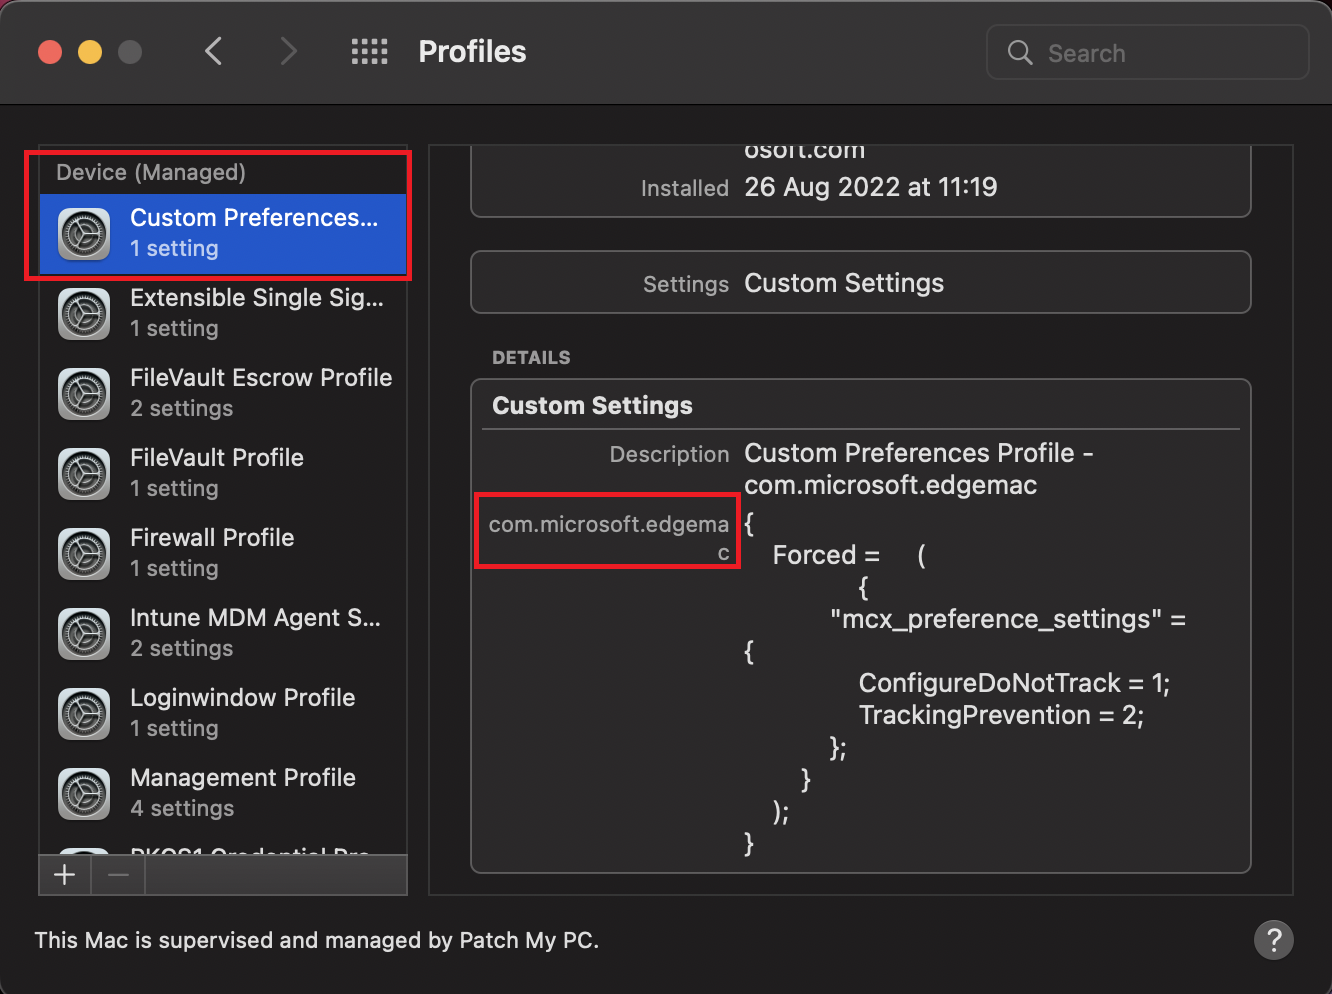 Profiles
Search
Device (Managed)
Custom Preferences...
1 setting
Extensible Single Sig...
1 setting
FileVault Escrow Profile
2 settings
FileVault Profile
1 setting
Firewall Profile
1 setting
Intune MDM Agent S...
2 settings
Loginwindow Profile
1 setting
Management Profile
4 settings
osoft.com
Installed 26 Aug 2022 at 11:19
Settings Custom Settings
DETAILS
Custom Settings
Description Custom Preferences Profile -
com.microsoft.edgemac
com.microsoft.edgema {
c
Forced = (
{
"mcx_preference_settings" =
{
ConfigureDoNotTrack = 1;
TrackingPrevention = 2;
};
}
);
}
This Mac is supervised and managed by Patch My PC.
?